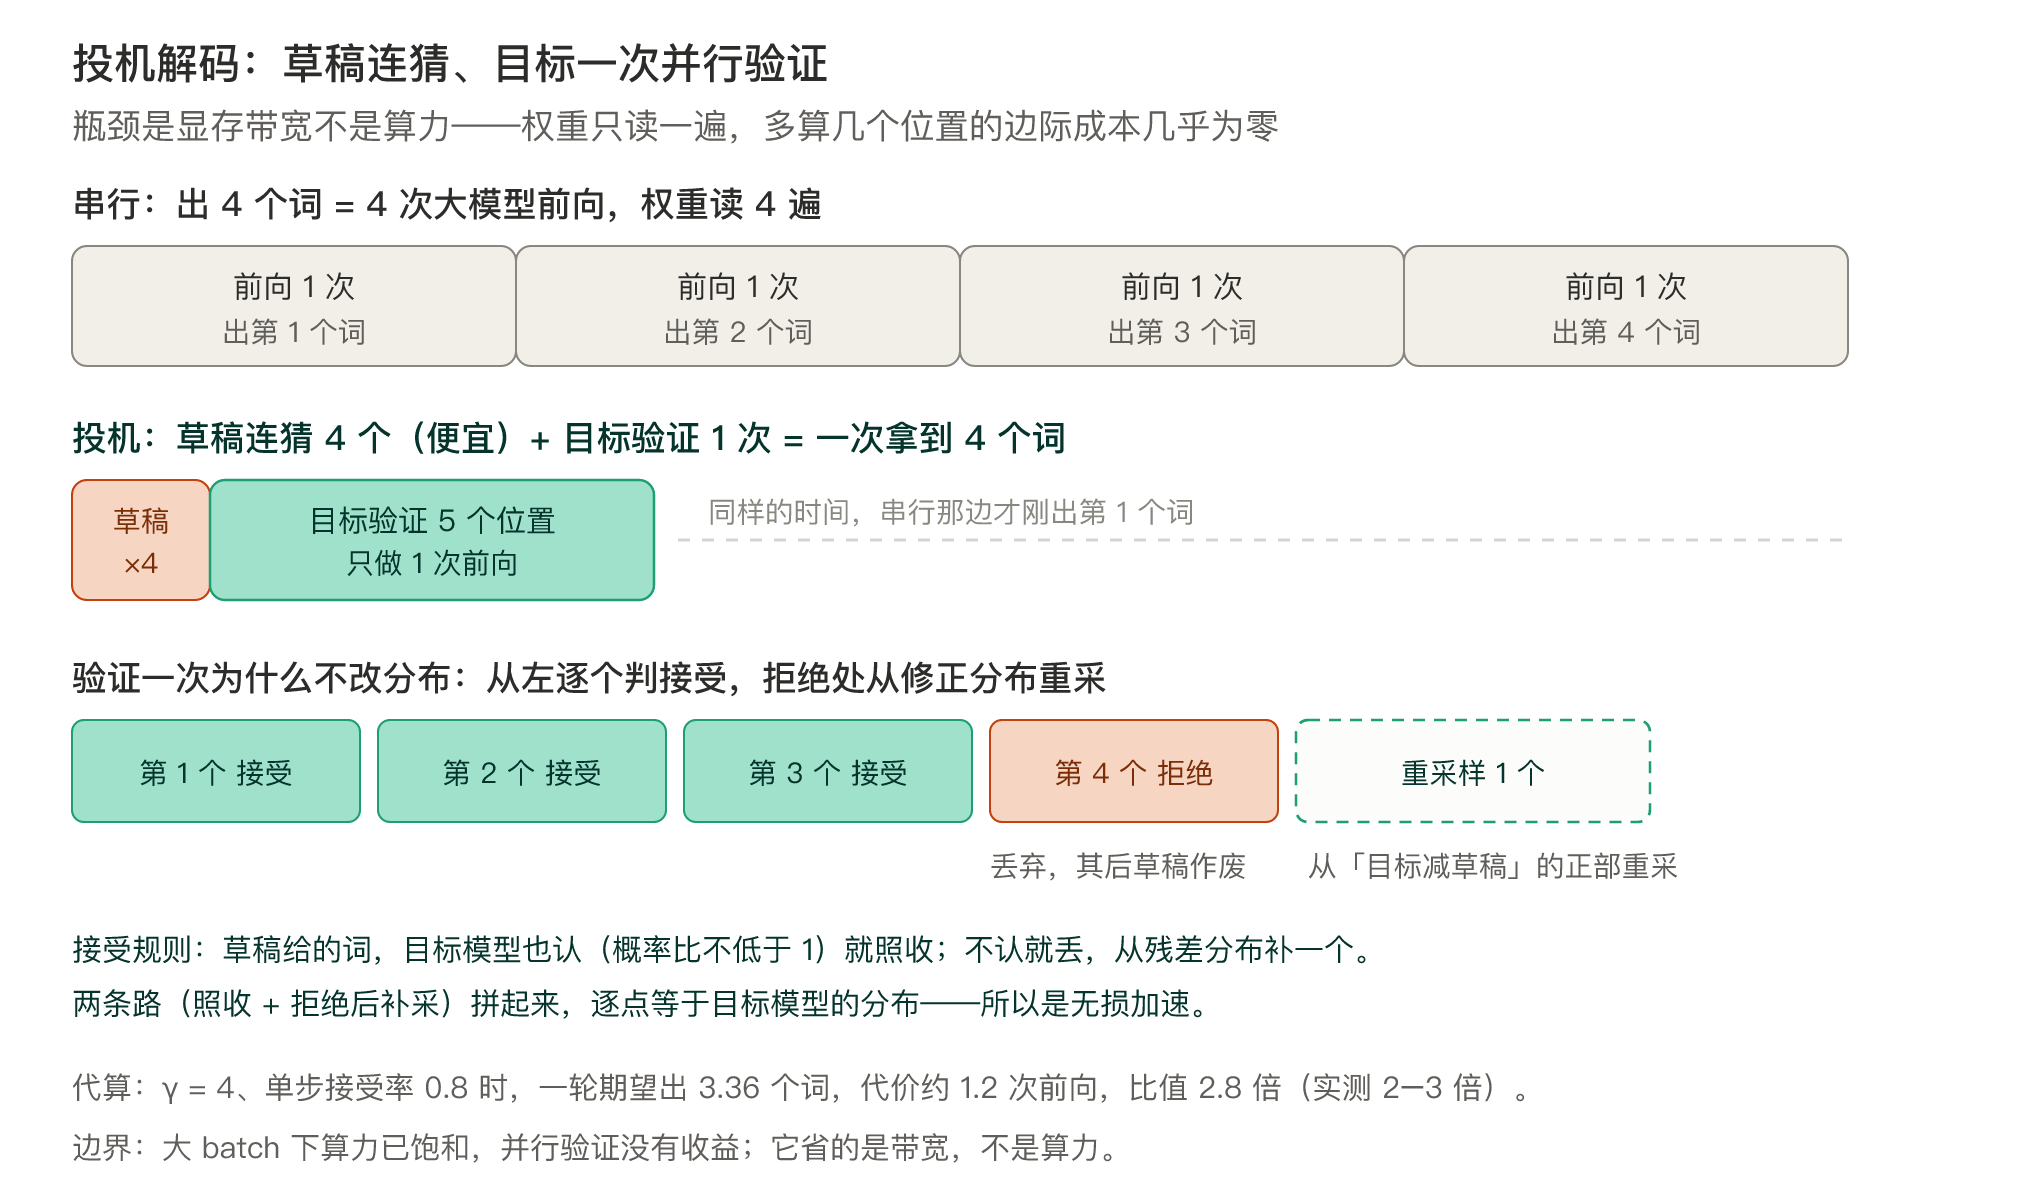 投机解码：草稿连猜、目标一次并行验证
瓶颈是显存带宽不是算力——权重只读一遍，多算几个位置的边际成本几乎为零
串行：出 4 个词 = 4 次大模型前向，权重读 4 遍
前向 1 次
出第 1 个词
前向 1 次
出第 2 个词
前向 1 次
出第 3 个词
前向 1 次
出第 4 个词
投机：草稿连猜 4 个（便宜）+ 目标验证 1 次 = 一次拿到 4 个词
草稿
×4
目标验证 5 个位置
只做 1 次前向
同样的时间，串行那边才刚出第 1 个词
验证一次为什么不改分布：从左逐个判接受，拒绝处从修正分布重采
第 1 个 接受
第 2 个 接受
第 3 个 接受
第 4 个 拒绝
重采样 1 个
丢弃，其后草稿作废
从「目标减草稿」的正部重采
接受规则：草稿给的词，目标模型也认（概率比不低于 1）就照收；不认就丢，从残差分布补一个。
两条路（照收 + 拒绝后补采）拼起来，逐点等于目标模型的分布——所以是无损加速。
代算：γ = 4、单步接受率 0.8 时，一轮期望出 3.36 个词，代价约 1.2 次前向，比值 2.8 倍（实测 2–3 倍）。
边界：大 batch 下算力已饱和，并行验证没有收益；它省的是带宽，不是算力。